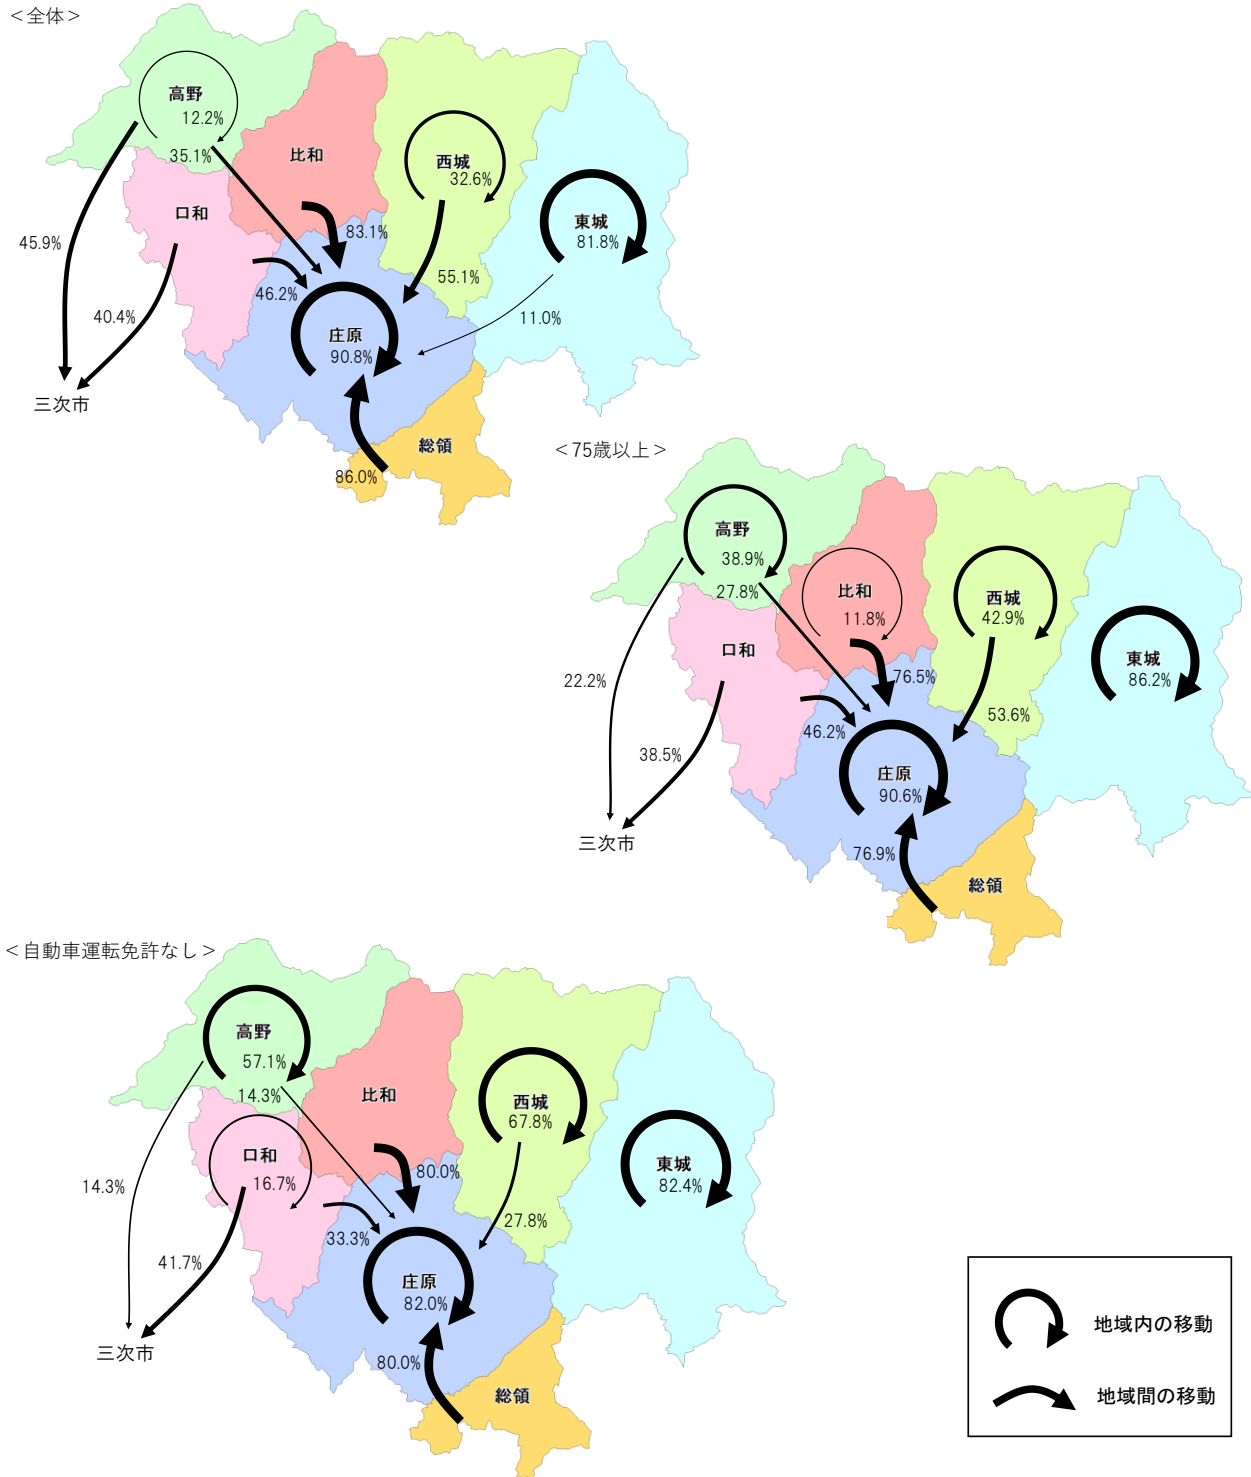 ＜全体＞
高野
12.2%
35.1%
比和
西城
32.6%
口和
東城
81.8%
83.1%
45.9%
55.1%
46.2%
40.4%
11.0%
庄原
90.8%
三次市
総領
86.0%
＜75歳以上＞
高野
38.9%
27.8%
比和
11.8%
西城
42.9%
口和
東城
86.2%
22.2%
76.5%
53.6%
46.2%
38.5%
庄原
90.6%
三次市
76.9%
総領
＜自動車運転免許なし＞
高野
57.1%
14.3%
比和
西城
67.8%
口和
16.7%
東城
82.4%
14.3%
80.0%
27.8%
33.3%
41.7%
庄原
82.0%
三次市
80.0%
総領
地域内の移動
地域間の移動